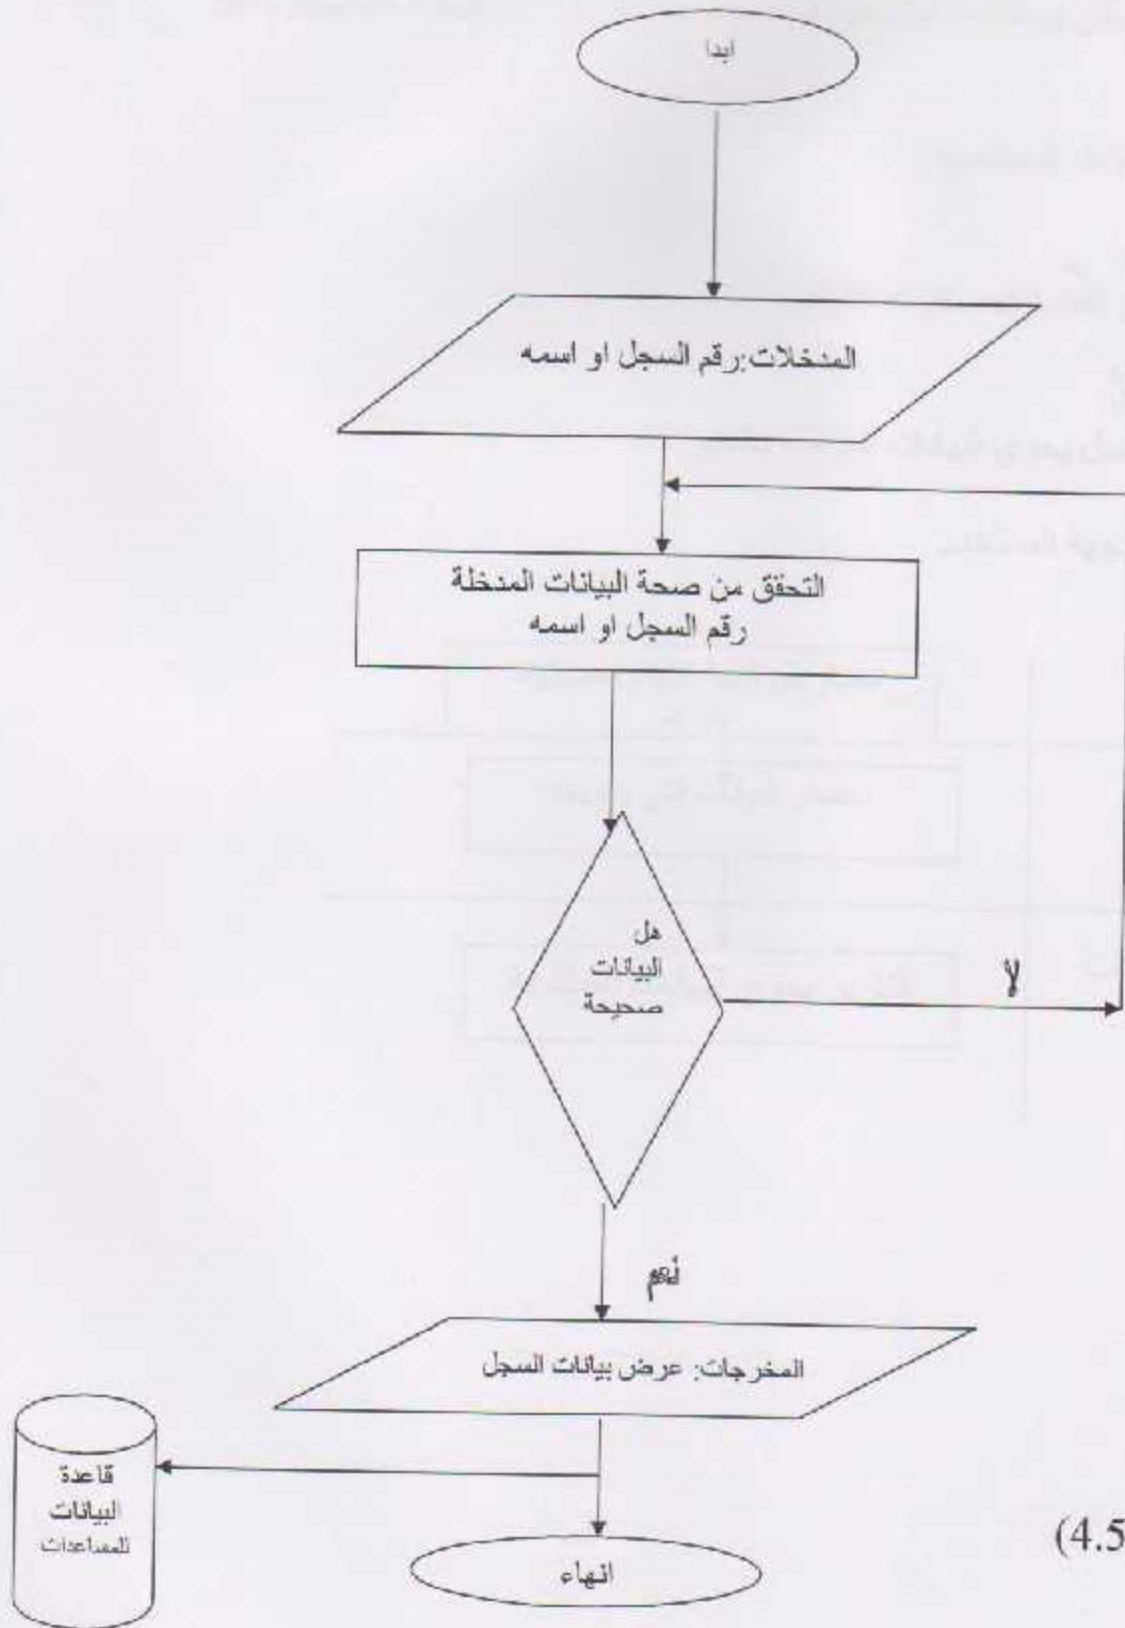 ابدا
المدخلات:رقم السجل او اسمه
التحقق من صحة البيانات المدخلة
رقم السجل او اسمه
هل
البيانات
صحيحة
لا
نعم
المخرجات: عرض بيانات السجل
قاعدة
البيانات
للمساعدات
انهاء
(4.5